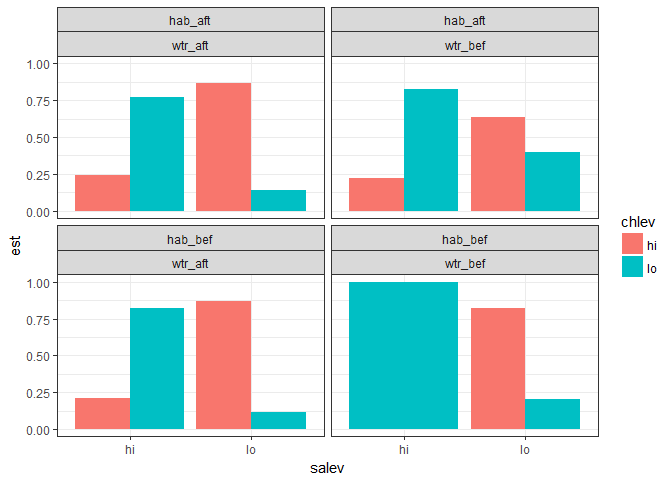 hab_aft
wtr_aft
hab_aft
wtr_bef
1.00
0.75
0.50
0.25
0.00
hab_bef
wtr_aft
hab_bef
wtr_bef
1.00
0.75
0.50
0.25
0.00
est
hi
lo
hi
lo
salev
chlev
hi
lo